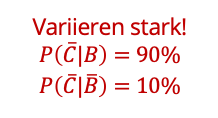 Variieren stark!
P(C̄|B) = 90%
P(C̄|B̄) = 10%